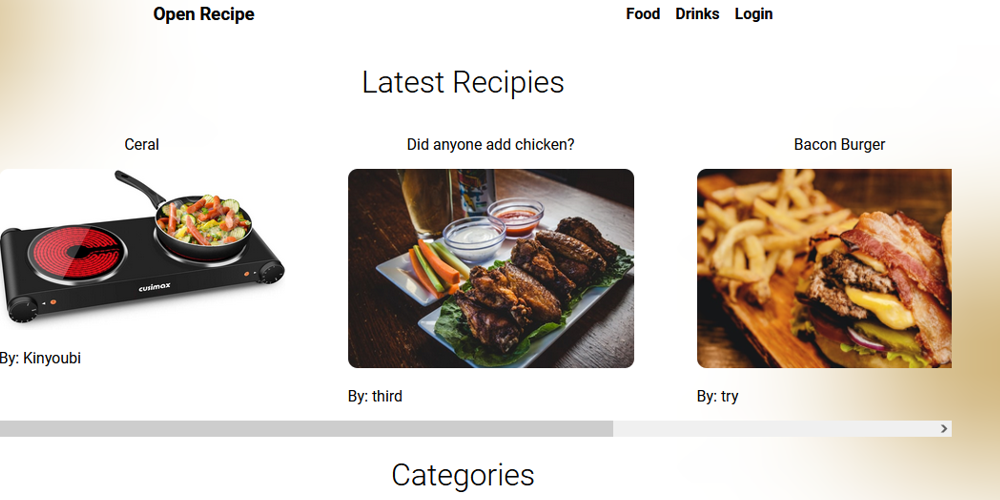 Open Recipe Food Drinks Login
Latest Recipies
Ceral
Did anyone add chicken?
Bacon Burger
cusimax
By: Kinyoubi
By: third
By: try
Categories